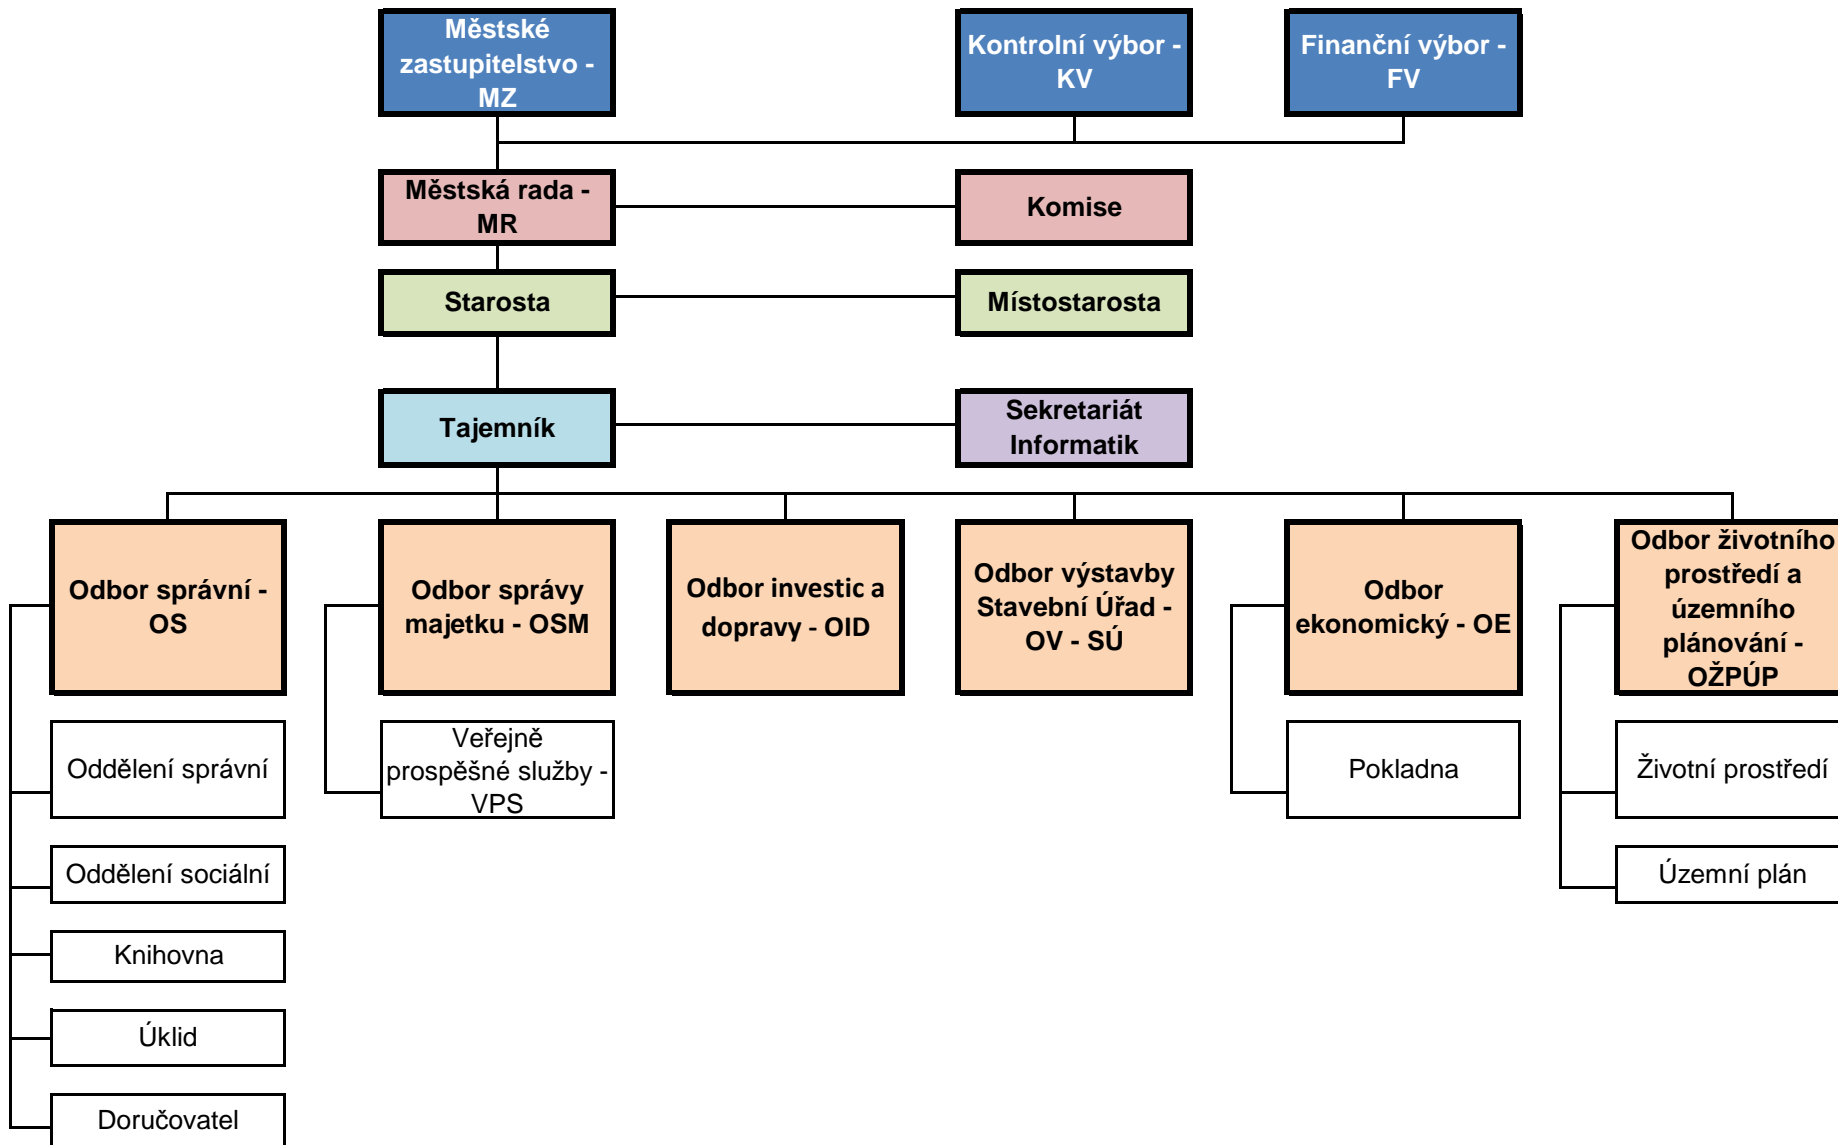 Městské
zastupitelstvo -
MZ
Kontrolní výbor -
KV
Finanční výbor -
FV
Městská rada -
MR
Komise
Starosta
Místostarosta
Tajemník
Sekretariát
Informatik
Odbor správní -
OS
Odbor správy
majetku - OSM
Odbor investic a
dopravy - OID
Odbor výstavby
Stavební Úřad -
OV - SÚ
Odbor
ekonomický - OE
Odbor životního
prostředí a
územního
plánování -
OŽPÚP
Oddělení správní
Veřejně
prospěšné služby -
VPS
Pokladna
Životní prostředí
Oddělení sociální
Územní plán
Knihovna
Úklid
Doručovatel